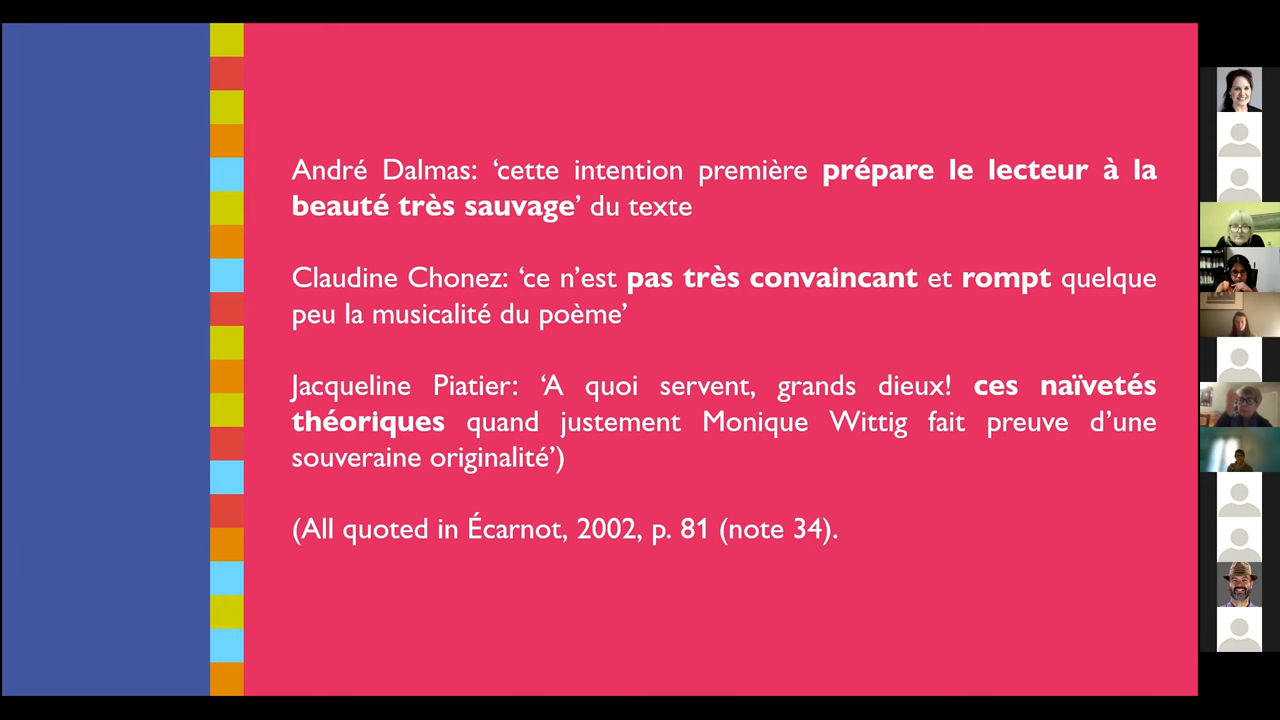 André Dalmas: ‘cette intention première prépare le lecteur à la
beauté très sauvage’ du texte
Claudine Chonez: ‘ce n’est pas très convaincant et rompt quelque
peu la musicalité du poème’
Jacqueline Piatier: ‘A quoi servent, grands dieux! ces naïvetés
théoriques quand justement Monique Wittig fait preuve d’une
souveraine originalité’)
(All quoted in Écarnot, 2002, p. 81 (note 34).